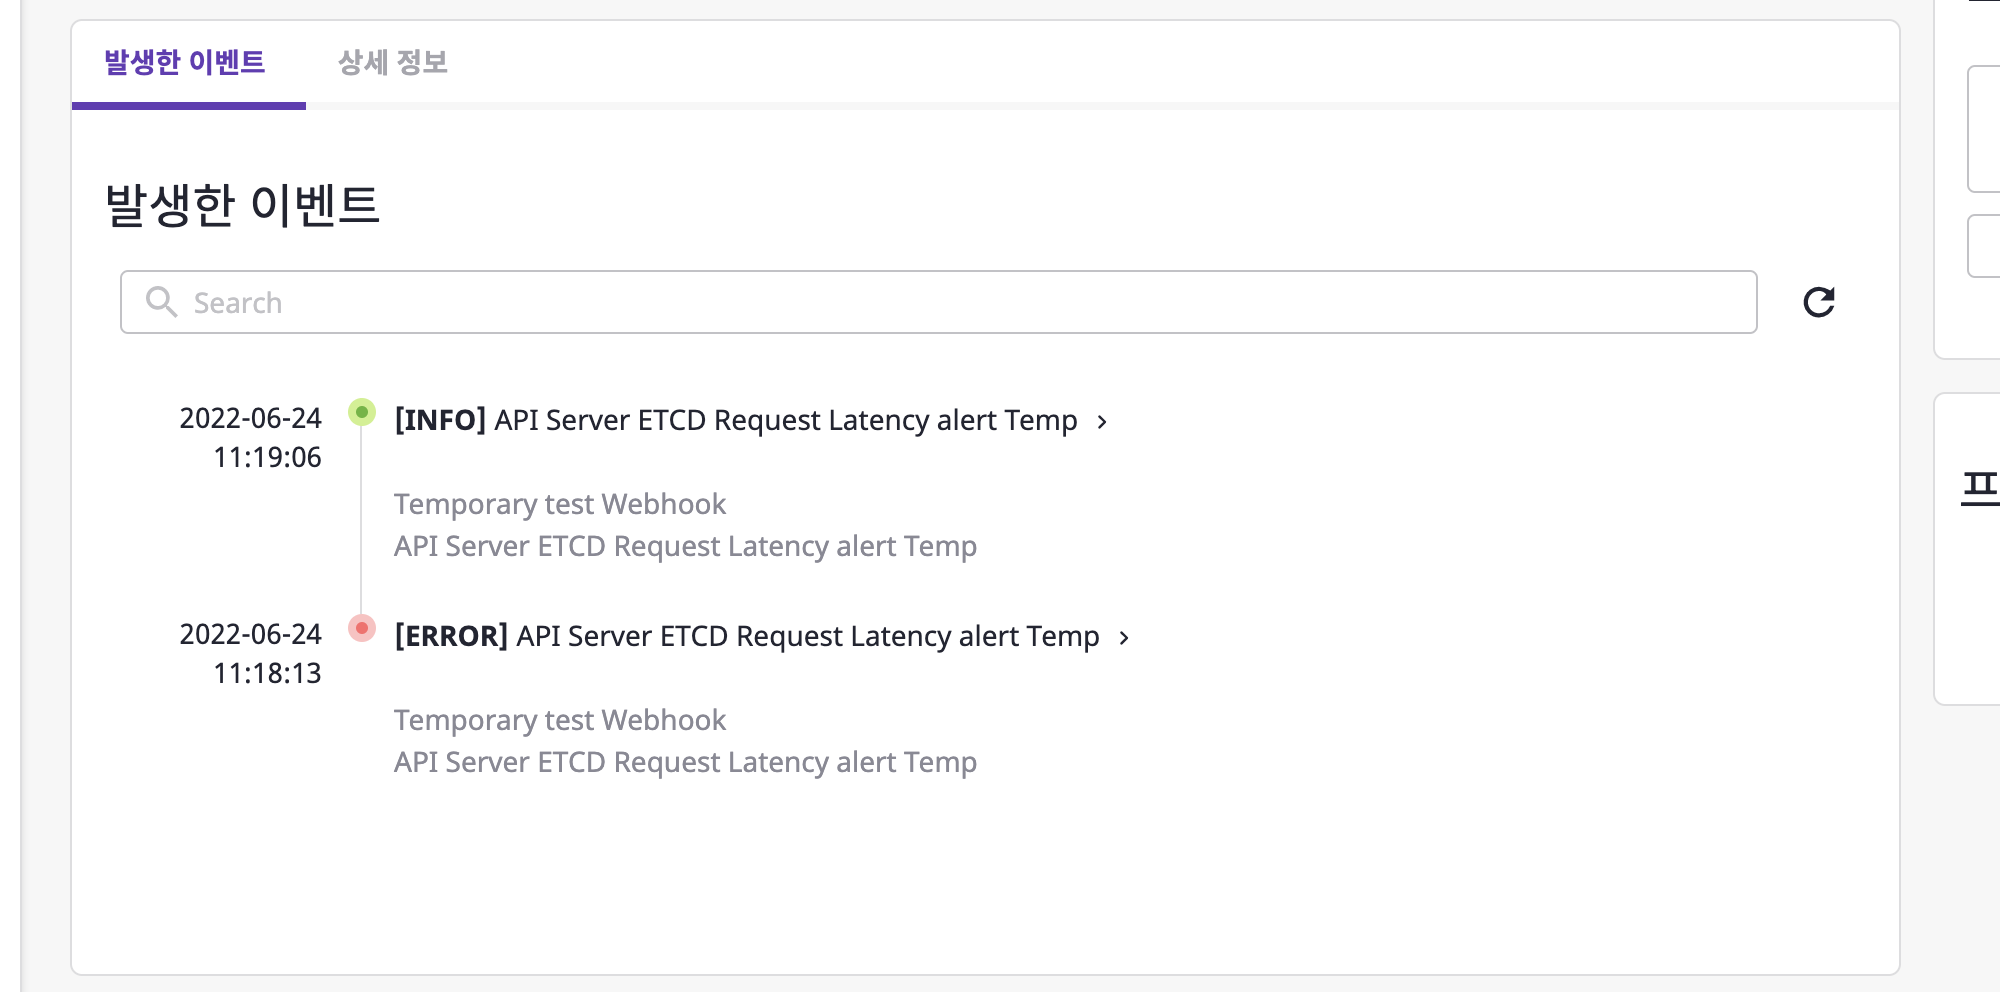 발생한 이벤트
상세 정보
발생한 이벤트
Search
2022-06-24
11:19:06
[INFO] API Server ETCD Request Latency alert Temp
Temporary test Webhook
API Server ETCD Request Latency alert Temp
2022-06-24
11:18:13
[ERROR] API Server ETCD Request Latency alert Temp
Temporary test Webhook
API Server ETCD Request Latency alert Temp